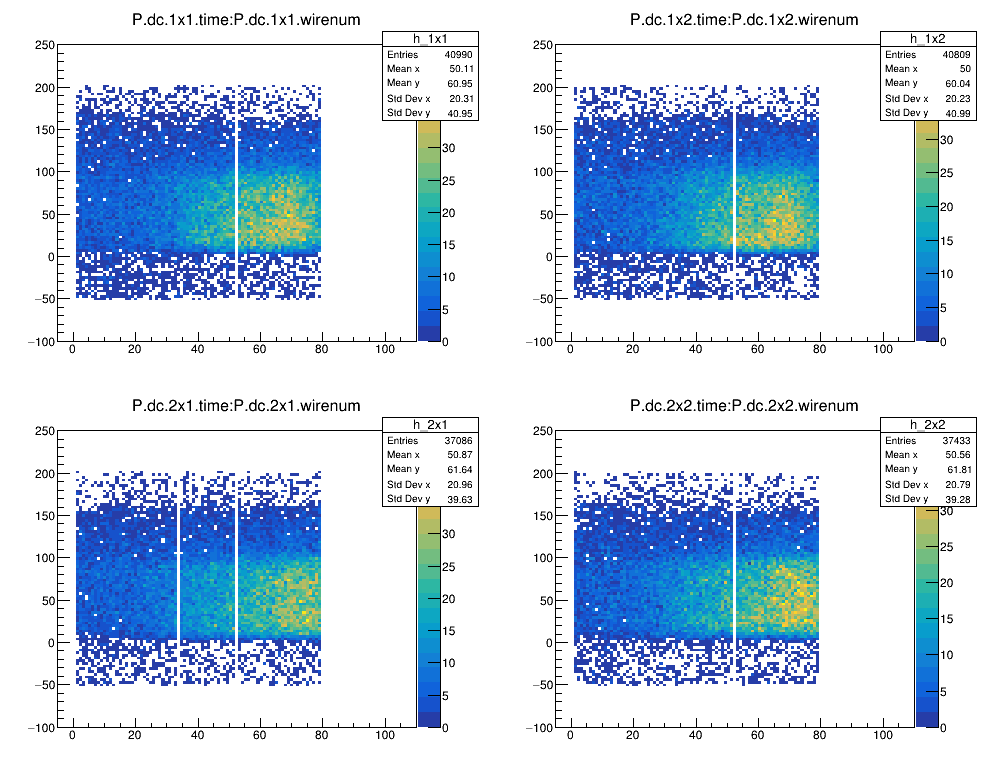 P.dc.1x1.time:P.dc.1x1.wirenum
h_1x1
Entries 40990
Mean x 50.11
Mean y 60.95
Std Dev x 20.31
Std Dev y 40.95
250
200
150
100
50
0
−50
−100
0 20 40 60 80 100
30
25
20
15
10
5
0
P.dc.1x2.time:P.dc.1x2.wirenum
h_1x2
Entries 40809
Mean x 50
Mean y 60.04
Std Dev x 20.23
Std Dev y 40.99
250
200
150
100
50
0
−50
−100
0 20 40 60 80 100
30
25
20
15
10
5
0
P.dc.2x1.time:P.dc.2x1.wirenum
h_2x1
Entries 37086
Mean x 50.87
Mean y 61.64
Std Dev x 20.96
Std Dev y 39.63
250
200
150
100
50
0
−50
−100
0 20 40 60 80 100
30
25
20
15
10
5
0
P.dc.2x2.time:P.dc.2x2.wirenum
h_2x2
Entries 37433
Mean x 50.56
Mean y 61.81
Std Dev x 20.79
Std Dev y 39.28
250
200
150
100
50
0
−50
−100
0 20 40 60 80 100
30
25
20
15
10
5
0